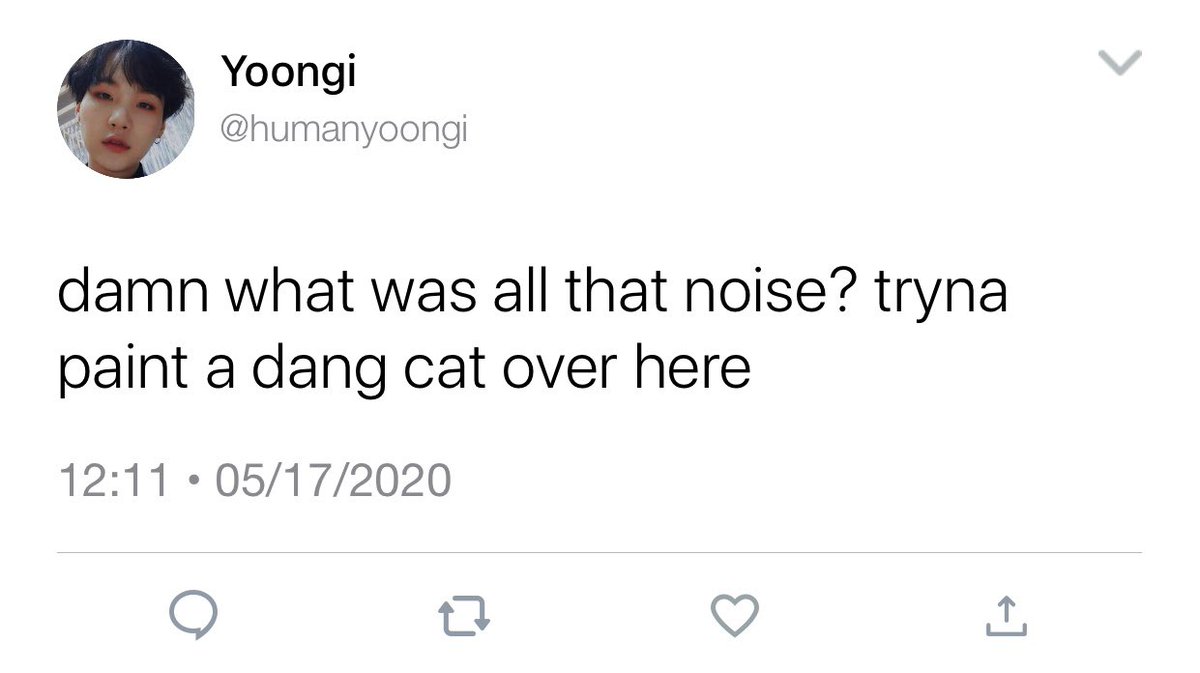 Yoongi
@humanyoongi
damn what was all that noise? tryna
paint a dang cat over here
12:11 • 05/17/2020